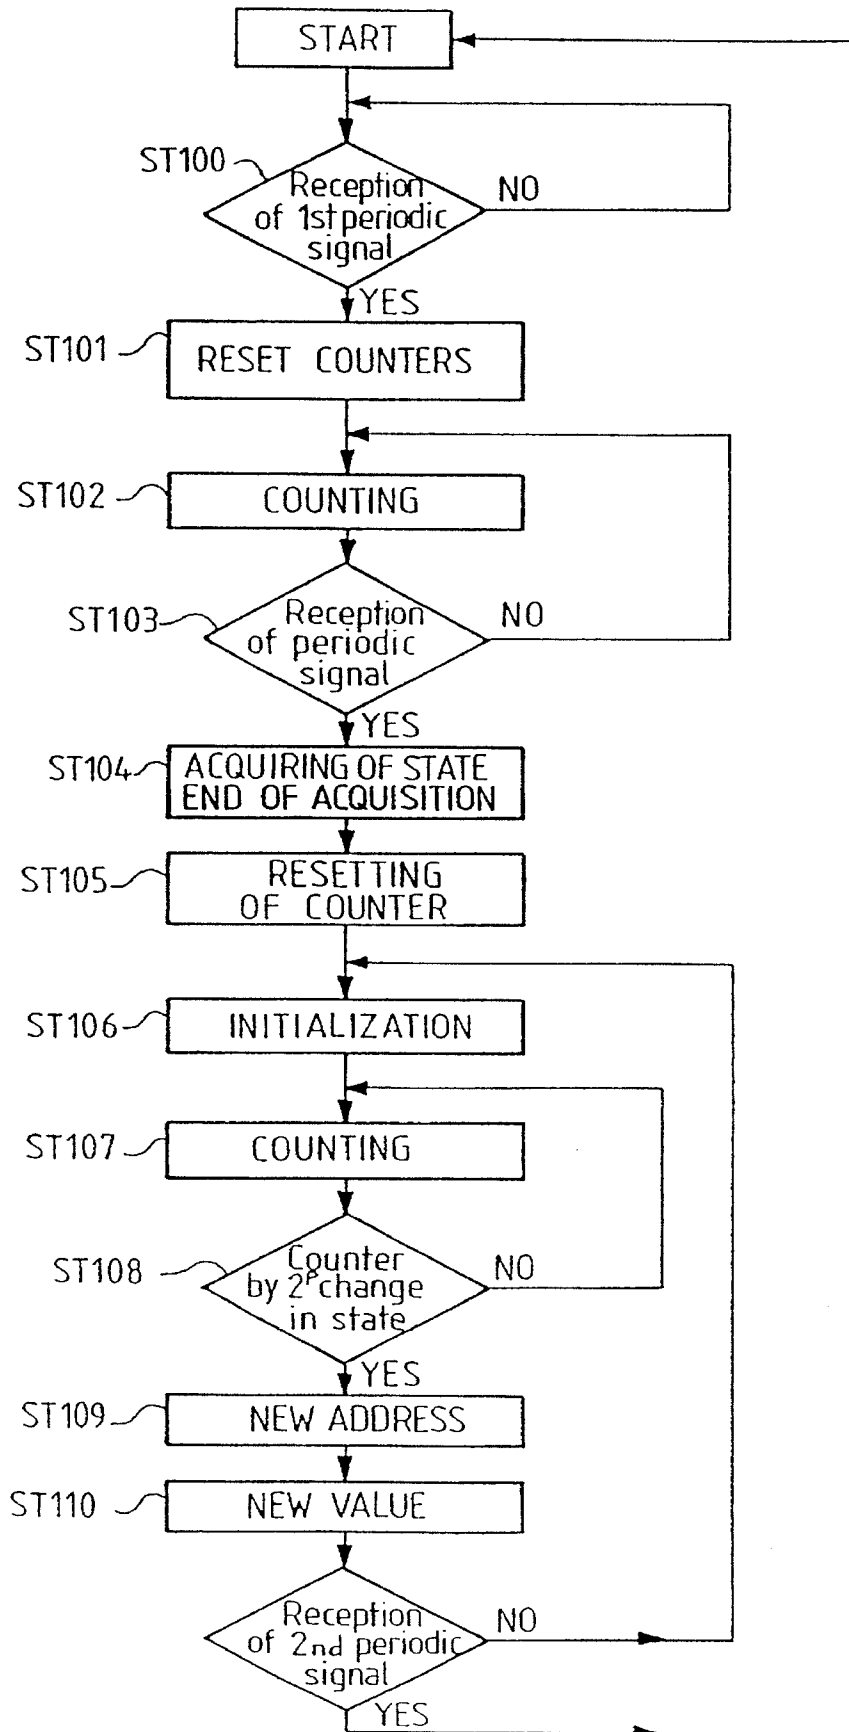 START
ST100
Reception
of 1st periodic
signal
NO
YES
ST101
RESET COUNTERS
ST102
COUNTING
ST103
Reception
of periodic
signal
NO
YES
ST104
ACQUIRING OF STATE
END OF ACQUISITION
ST105
RESETTING
OF COUNTER
ST106
INITIALIZATION
ST107
COUNTING
ST108
Counter
by 2ᵖ change
in state
NO
YES
ST109
NEW ADDRESS
ST110
NEW VALUE
Reception
of 2nd periodic
signal
NO
YES